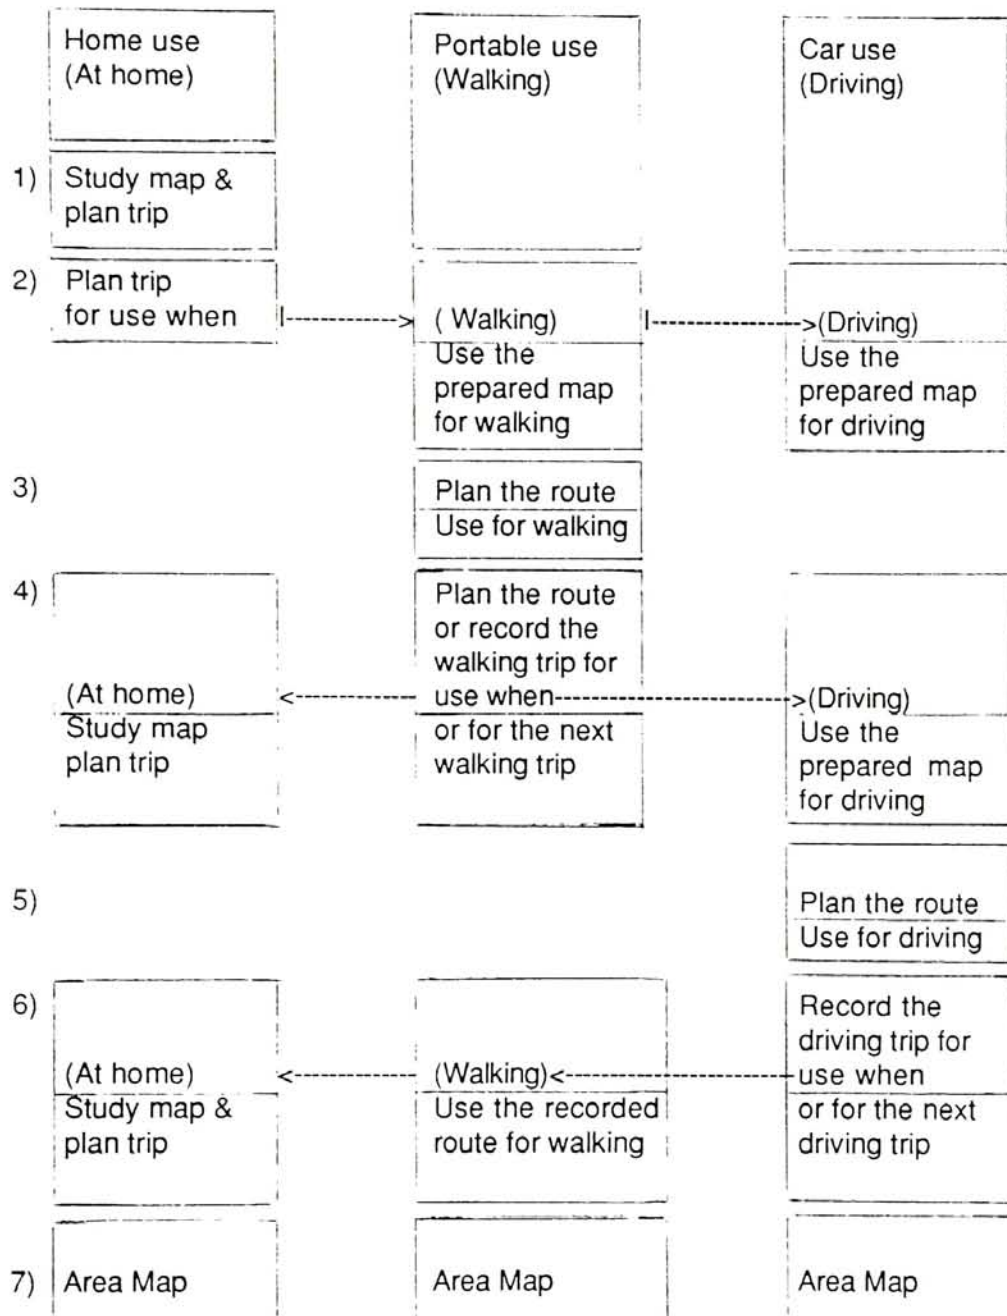 Home use
(At home)
Portable use
(Walking)
Car use
(Driving)
1) Study map &
plan trip
2) Plan trip
for use when
( Walking)
Use the
prepared map
for walking
(Driving)
Use the
prepared map
for driving
3)
Plan the route
Use for walking
4)
(At home)
Study map
plan trip
Plan the route
or record the
walking trip for
use when
or for the next
walking trip
(Driving)
Use the
prepared map
for driving
5)
Plan the route
Use for driving
6)
(At home)
Study map &
plan trip
(Walking)
Use the recorded
route for walking
Record the
driving trip for
use when
or for the next
driving trip
7) Area Map
Area Map
Area Map